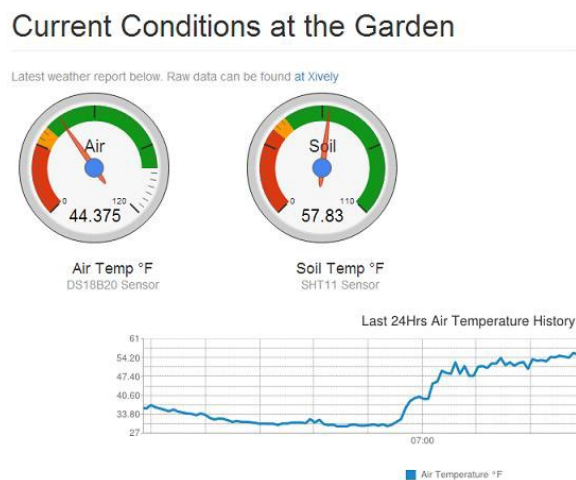 Current Conditions at the Garden
Latest weather report below. Raw data can be found at Xively
Air
0
120
44.375
Soil
0
110
57.83
Air Temp °F
DS18B20 Sensor
Soil Temp °F
SHT11 Sensor
Last 24Hrs Air Temperature History
61
54.20
47.40
40.60
33.80
27
07:00
Air Temperature °F